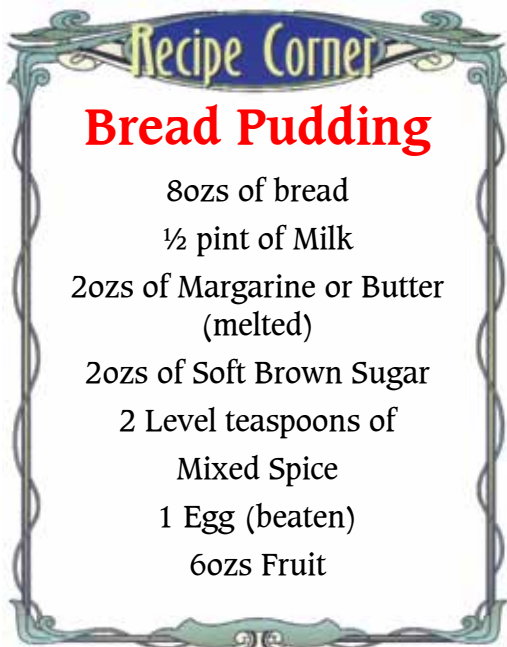 Recipe Corner
Bread Pudding
8ozs of bread
½ pint of Milk
2ozs of Margarine or Butter
(melted)
2ozs of Soft Brown Sugar
2 Level teaspoons of
Mixed Spice
1 Egg (beaten)
6ozs Fruit